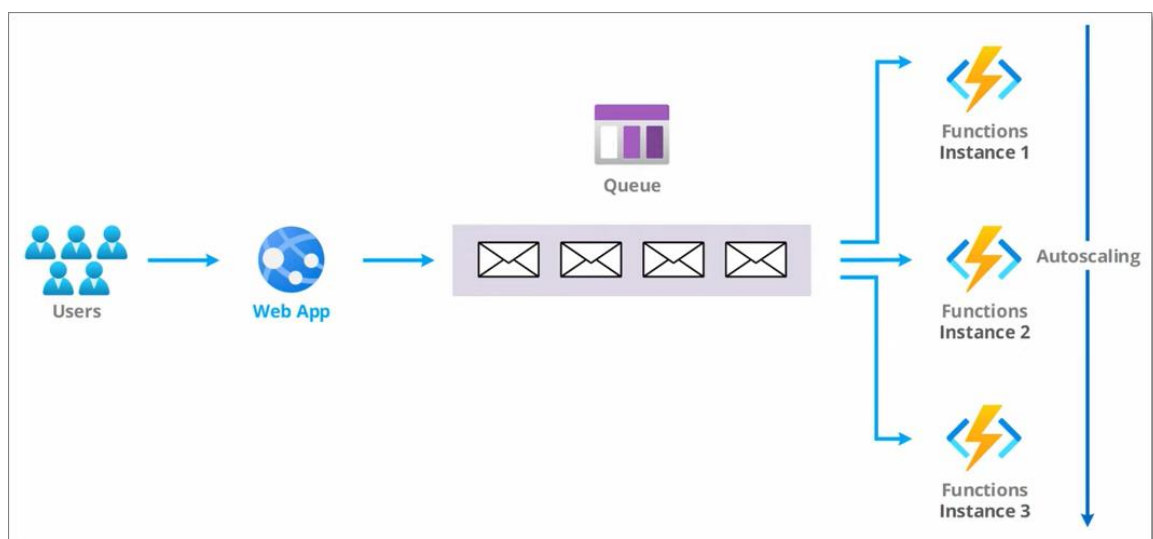 Users
Web App
Queue
Functions
Instance 1
Functions
Instance 2
Functions
Instance 3
Autoscaling